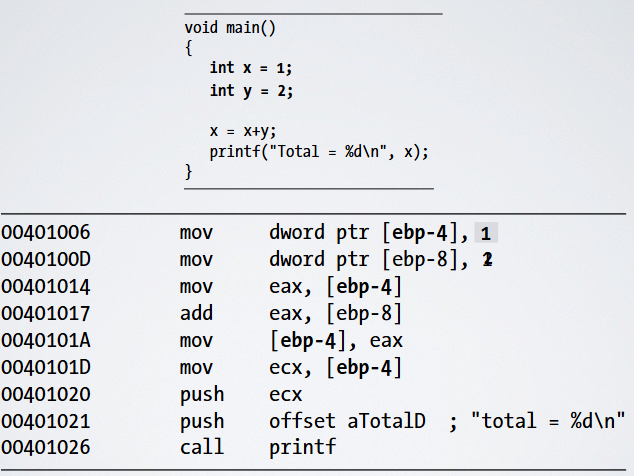 void main()
{
int x = 1;
int y = 2;
x = x+y;
printf("Total = %d\n", x);
}
00401006 mov dword ptr [ebp-4], 1
0040100D mov dword ptr [ebp-8],
00401014 mov eax, [ebp-4]
00401017 add eax, [ebp-8]
0040101A mov [ebp-4], eax
0040101D mov ecx, [ebp-4]
00401020 push ecx
00401021 push offset aTotalD ; "total = %d\n"
00401026 call printf